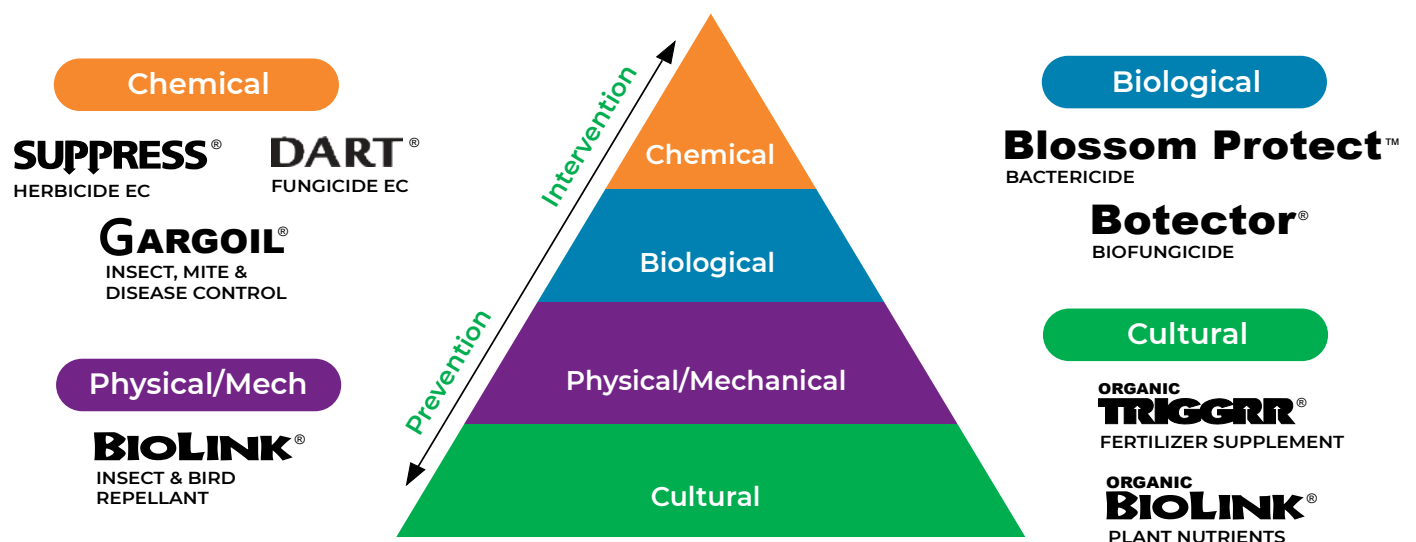 Chemical
SUPPRESS®
HERBICIDE EC
DART®
FUNGICIDE EC
GARGOIL®
INSECT, MITE &
DISEASE CONTROL
Physical/Mech
BIOLINK®
INSECT & BIRD
REPELLANT
Intervention
Prevention
Chemical
Biological
Physical/Mechanical
Cultural
Biological
Blossom Protect™
BACTERICIDE
Botector®
BIOFUNGICIDE
Cultural
ORGANIC
TRIGGRR®
FERTILIZER SUPPLEMENT
ORGANIC
BIOLINK®
PLANT NUTRIENTS